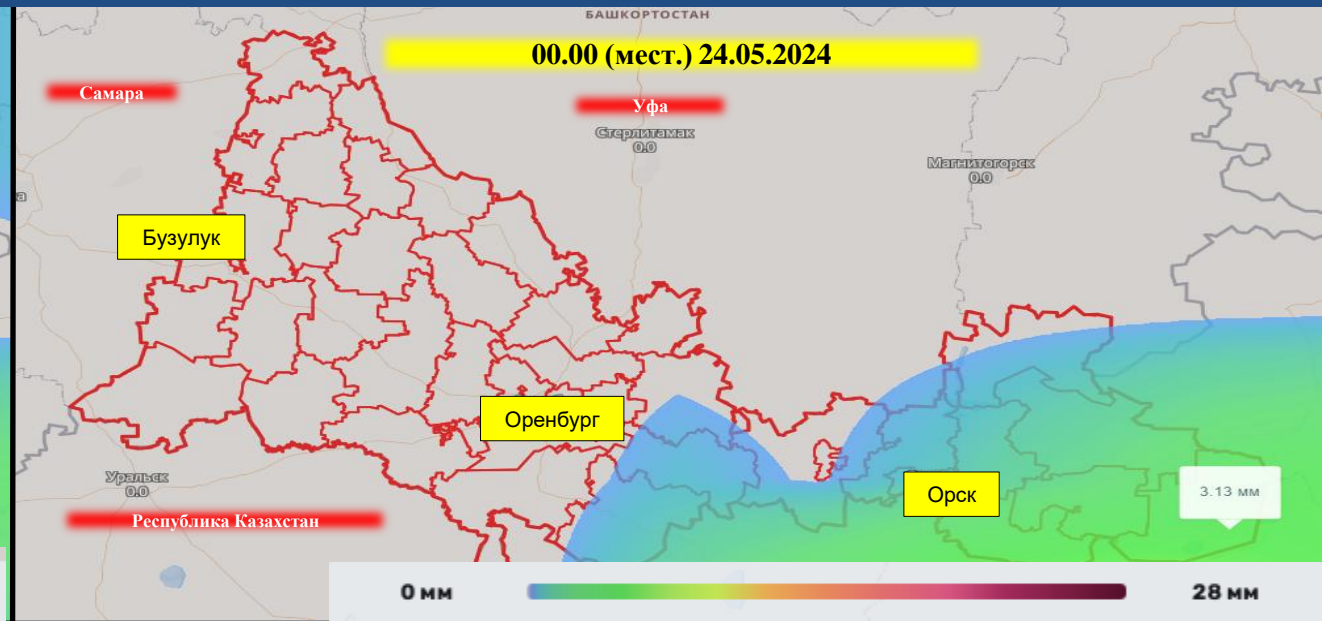 БАШКОРТОСТАН
00.00 (мест.) 24.05.2024
Самара
Уфа
Стерлитамак
0.0
Магнитогорск
0.0
а
Бузулук
Оренбург
Уральск
0.0
Орск
3.13 мм
Республика Казахстан
0 мм
28 мм